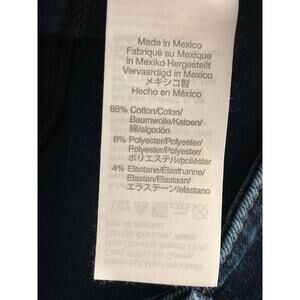 Made in Mexico
Fabriqué au Mexique
In Mexiko Hergestellt
Vervaardigd in Mexico
メキシコ製
Hecho en México
88% Cotton/Coton/
Baumwolle/Katoen/
綿/algodón
8% Polyester/Polyester/
Polyester/Polyester/
ポリエステル/poliéster
4% Elastane/Élasthanne/
Elastan/Elastaan/
エラステーン/elastano